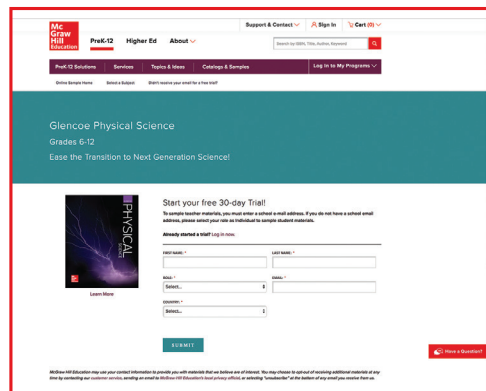 Mc
Graw
Hill
Education
PreK-12
Higher Ed
About
Support & Contact
Sign In
Cart (0)
Search by ISBN, Title, Author, Keyword
PreK-12 Solutions
Services
Topics & Ideas
Catalogs & Samples
Log In to My Programs
Online Sample Home
Select a Subject
Didn't receive your email for a free trial?
Glencoe Physical Science
Grades 6-12
Ease the Transition to Next Generation Science!
PHYSICAL
SCIENCE
Learn More
Start your free 30-day Trial!
To sample teacher materials, you must enter a school e-mail address. If you do not have a school email
address, please select your role as Individual to sample student materials.
Already started a trial? Log in now.
FIRST NAME: *
LAST NAME: *
ROLE: *
EMAIL: *
Select...
COUNTRY: *
Select...
SUBMIT
Have a Question?
McGraw Hill Education may use your contact information to provide you with materials that we believe are of interest. You may choose to opt-out of receiving additional materials at any
time by contacting our customer service, sending an email to McGraw Hill Education's local privacy official, or selecting "unsubscribe" at the bottom of any email you receive from us.